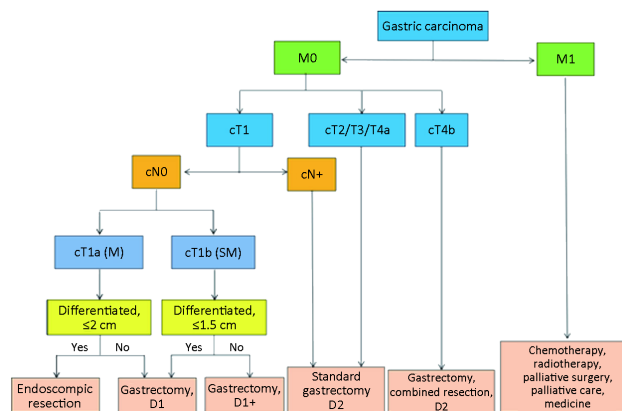 Gastric carcinoma
M0
M1
cT1
cT2/T3/T4a
cT4b
cN0
cN+
cT1a (M)
cT1b (SM)
Differentiated,
≤2 cm
Differentiated,
≤1.5 cm
Yes
No
Yes
No
Endoscompic
resection
Gastrectomy,
D1
Gastrectomy,
D1+
Standard
gastrectomy
D2
Gastrectomy,
combined resection,
D2
Chemotherapy,
radiotherapy,
palliative surgery,
palliative care,
medicine